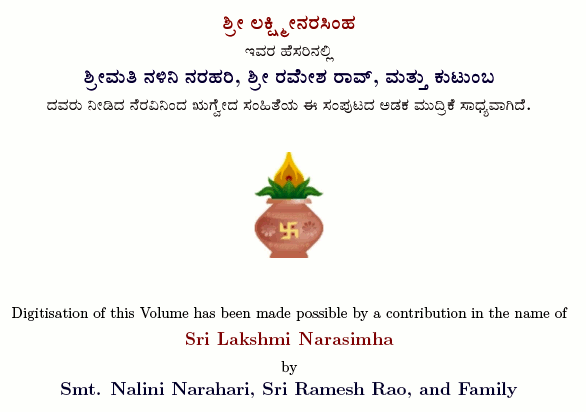 ಶ್ರೀ ಲಕ್ಷ್ಮೀನರಸಿಂಹ
ಇವರ ಹೆಸರಿನಲ್ಲಿ
ಶ್ರೀಮತಿ ನಳಿನಿ ನರಹರಿ, ಶ್ರೀ ರಮೇಶ ರಾವ್, ಮತ್ತು ಕುಟುಂಬ
ದವರು ನೀಡಿದ ನೆರವಿನಿಂದ ಋಗ್ವೇದ ಸಂಹಿತೆಯ ಈ ಸಂಪುಟದ ಅಡಕ ಮುದ್ರಿಕೆ ಸಾಧ್ಯವಾಗಿದೆ.
Digitisation of this Volume has been made possible by a contribution in the name of
Sri Lakshmi Narasimha
by
Smt. Nalini Narahari, Sri Ramesh Rao, and Family